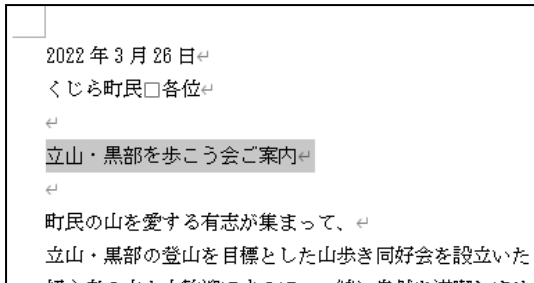 2022年3月26日↵
くじら町民□各位↵
↵
立山・黒部を歩こう会ご案内↵
↵
町民の山を愛する有志が集まって、↵
立山・黒部の登山を目標とした山歩き同好会を設立いた